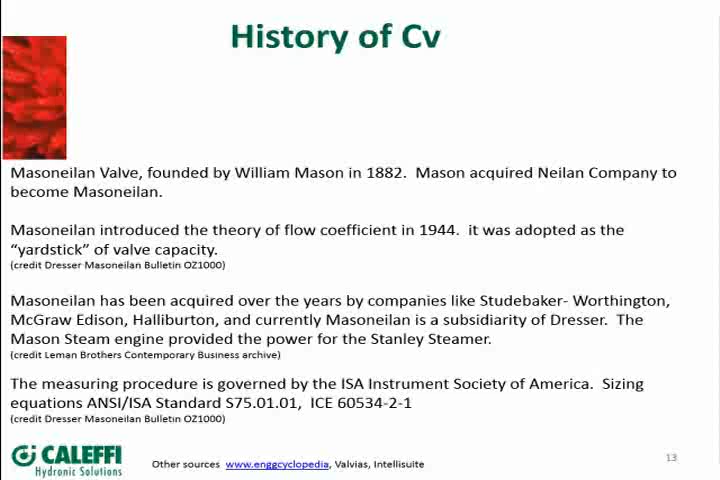 History of Cv
Masoneilan Valve, founded by William Mason in 1882. Mason acquired Neilan Company to
become Masoneilan.
Masoneilan introduced the theory of flow coefficient in 1944. it was adopted as the
“yardstick” of valve capacity.
(credit Dresser Masoneilan Bulletin OZ1000)
Masoneilan has been acquired over the years by companies like Studebaker- Worthington,
McGraw Edison, Halliburton, and currently Masoneilan is a subsidiarity of Dresser. The
Mason Steam engine provided the power for the Stanley Steamer.
(credit Leman Brothers Contemporary Business archive)
The measuring procedure is governed by the ISA Instrument Society of America. Sizing
equations ANSI/ISA Standard S75.01.01, ICE 60534-2-1
(credit Dresser Masoneilan Bulletin OZ1000)
CALEFFI
Hydronic Solutions
Other sources www.enggcyclopedia, Valvias, Intellisuite
13